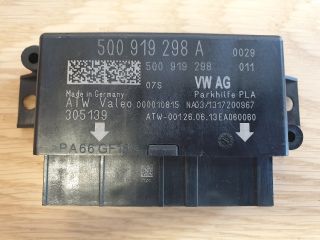 5Q0 919 298 A 0029
5Q0 919 298 011
07S VW AG
Made in Germany Parkhilfe PLA
ATW Valeo 000010815 NA03/1317200967
305139 ATW-00126.06.13EA060060
PA66 GF